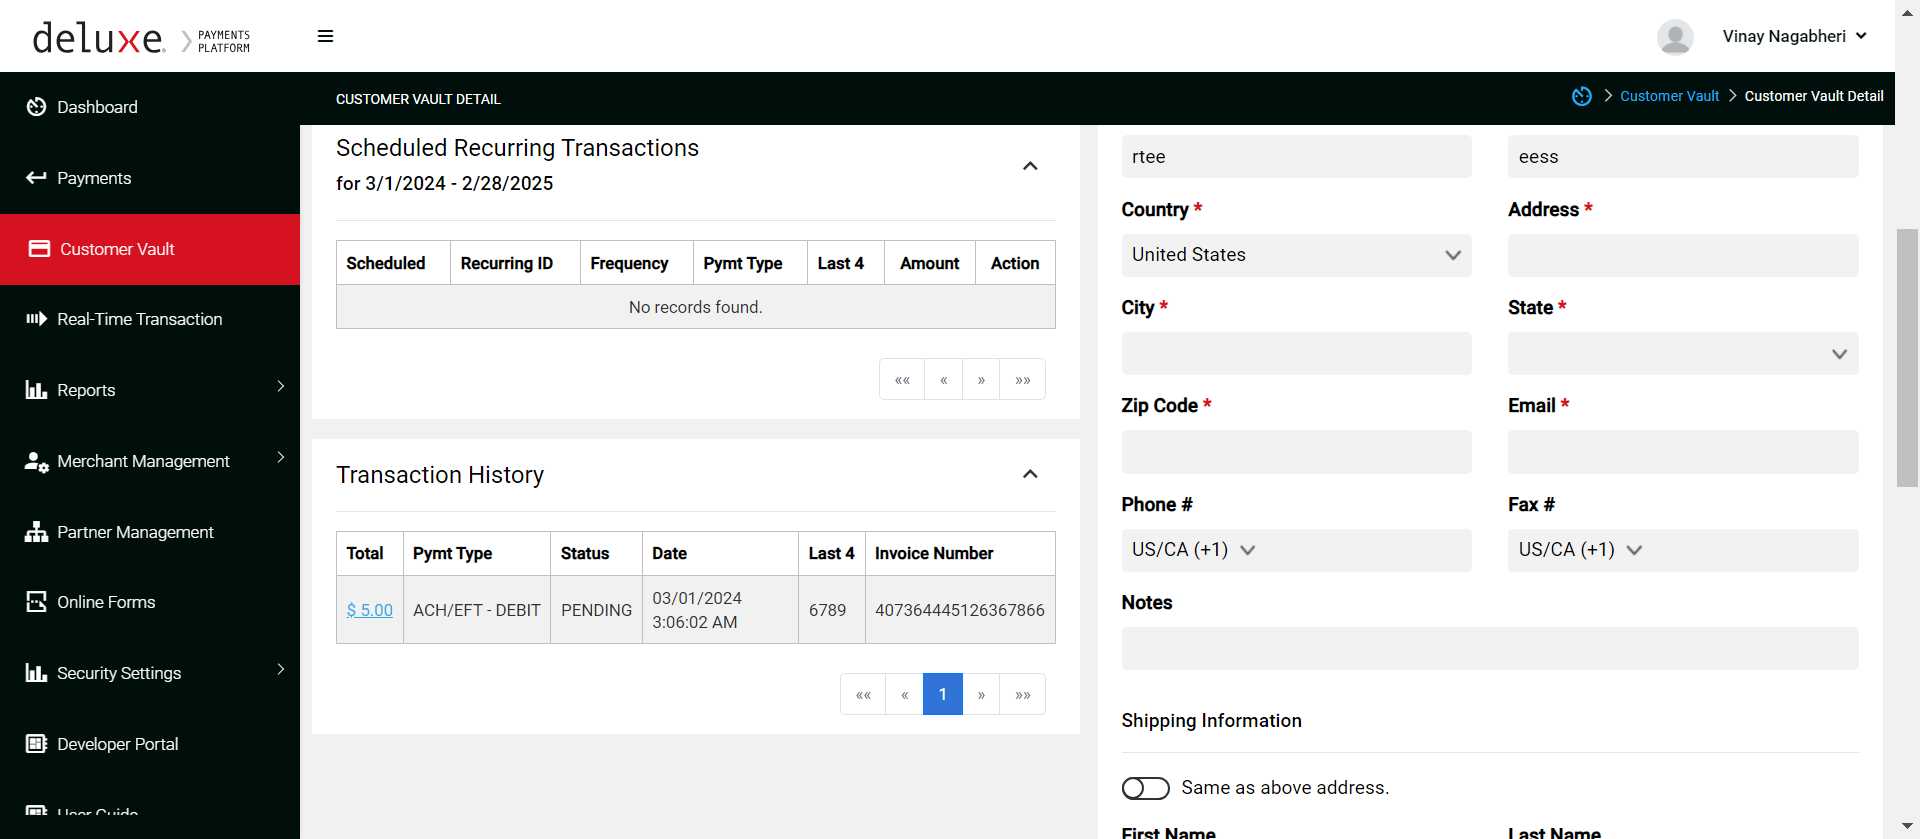 deluxe. PAYMENTS PLATFORM
Vinay Nagabheri
Dashboard
Payments
Customer Vault
Real-Time Transaction
Reports
Merchant Management
Partner Management
Online Forms
Security Settings
Developer Portal
User Guide
CUSTOMER VAULT DETAIL
Customer Vault > Customer Vault Detail
Scheduled Recurring Transactions
for 3/1/2024 - 2/28/2025
Scheduled Recurring ID Frequency Pymt Type Last 4 Amount Action
No records found.
«« « » »»
Transaction History
Total Pymt Type Status Date Last 4 Invoice Number
$ 5.00 ACH/EFT - DEBIT PENDING 03/01/2024 3:06:02 AM 6789 407364445126367866
«« « 1 » »»
rtee eess
Country * Address *
United States
City * State *
Zip Code * Email *
Phone # Fax #
US/CA (+1) US/CA (+1)
Notes
Shipping Information
Same as above address.
First Name Last Name